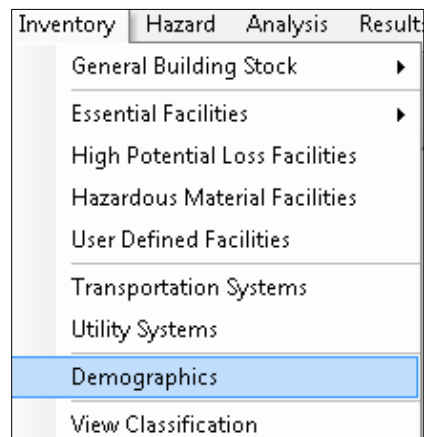 Inventory Hazard Analysis Result
General Building Stock
Essential Facilities
High Potential Loss Facilities
Hazardous Material Facilities
User Defined Facilities
Transportation Systems
Utility Systems
Demographics
View Classification